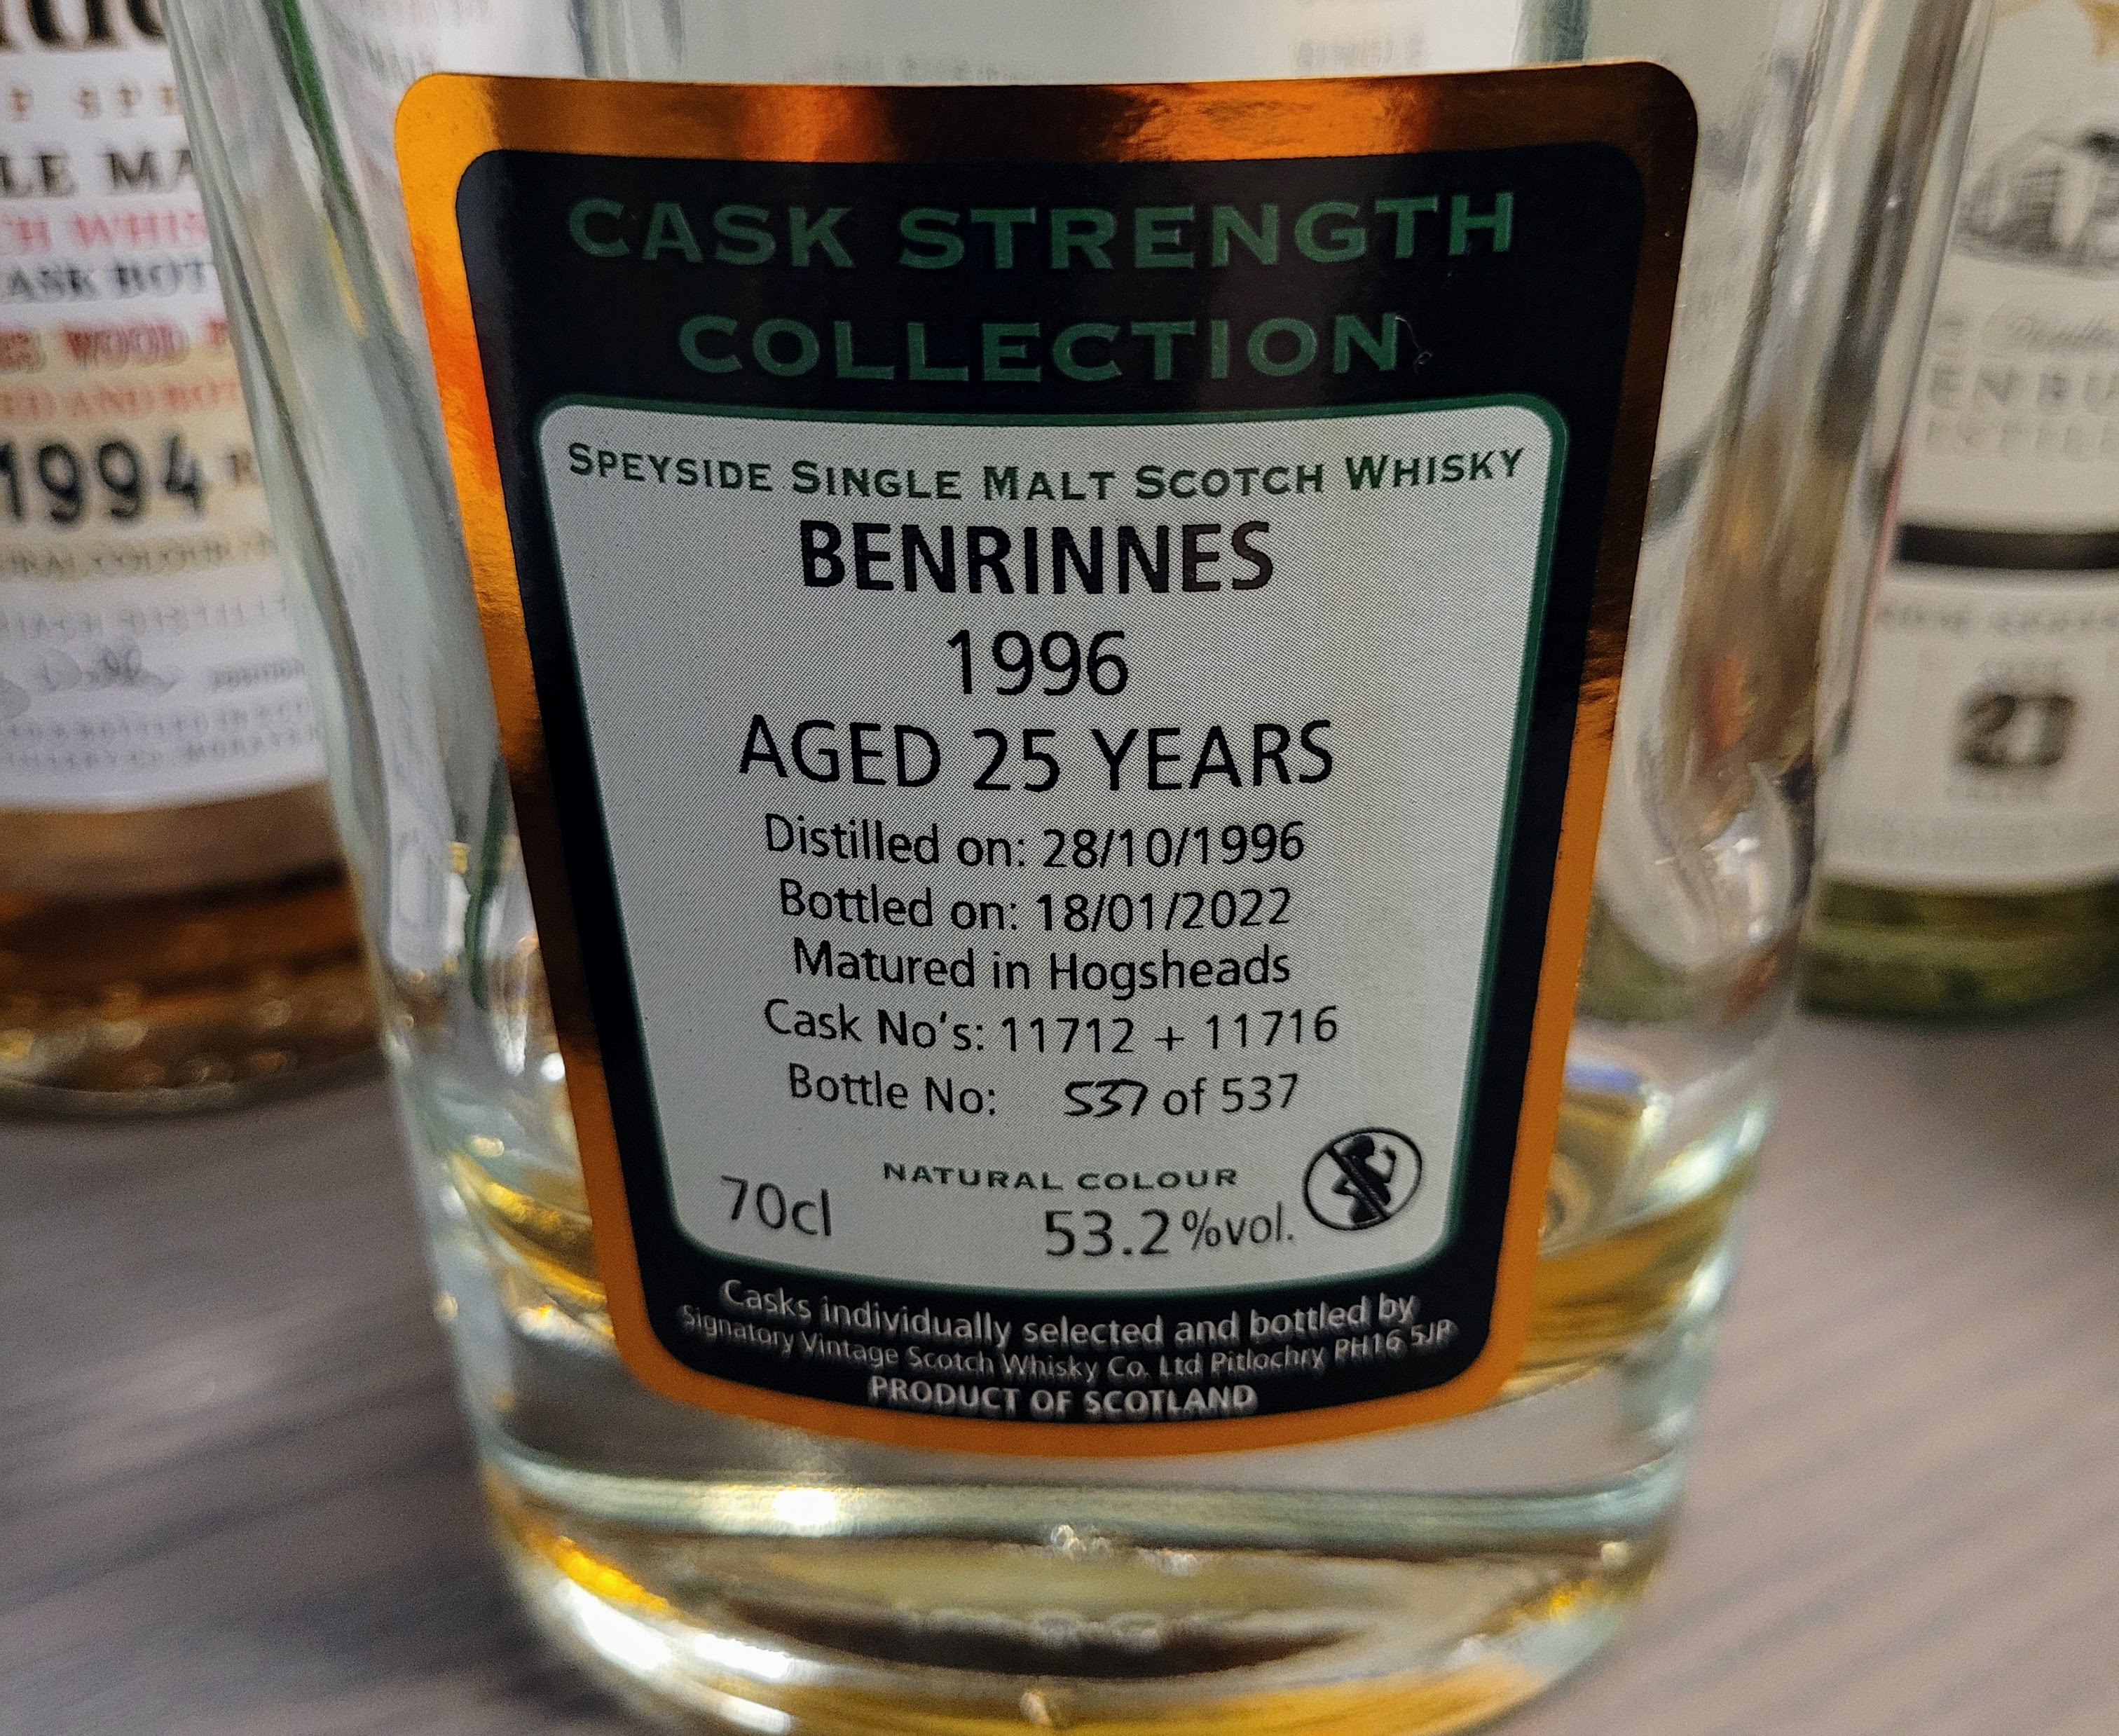 CASK STRENGTH
COLLECTION
SPEYSIDE SINGLE MALT SCOTCH WHISKY
BENRINNES
1996
AGED 25 YEARS
Distilled on: 28/10/1996
Bottled on: 18/01/2022
Matured in Hogsheads
Cask No's: 11712 + 11716
Bottle No: 537 of 537
NATURAL COLOUR
70cl
53.2%vol.
Casks individually selected and bottled by
Signatory Vintage Scotch Whisky Co. Ltd Pitlochry PH16 5JP
PRODUCT OF SCOTLAND
1994
21